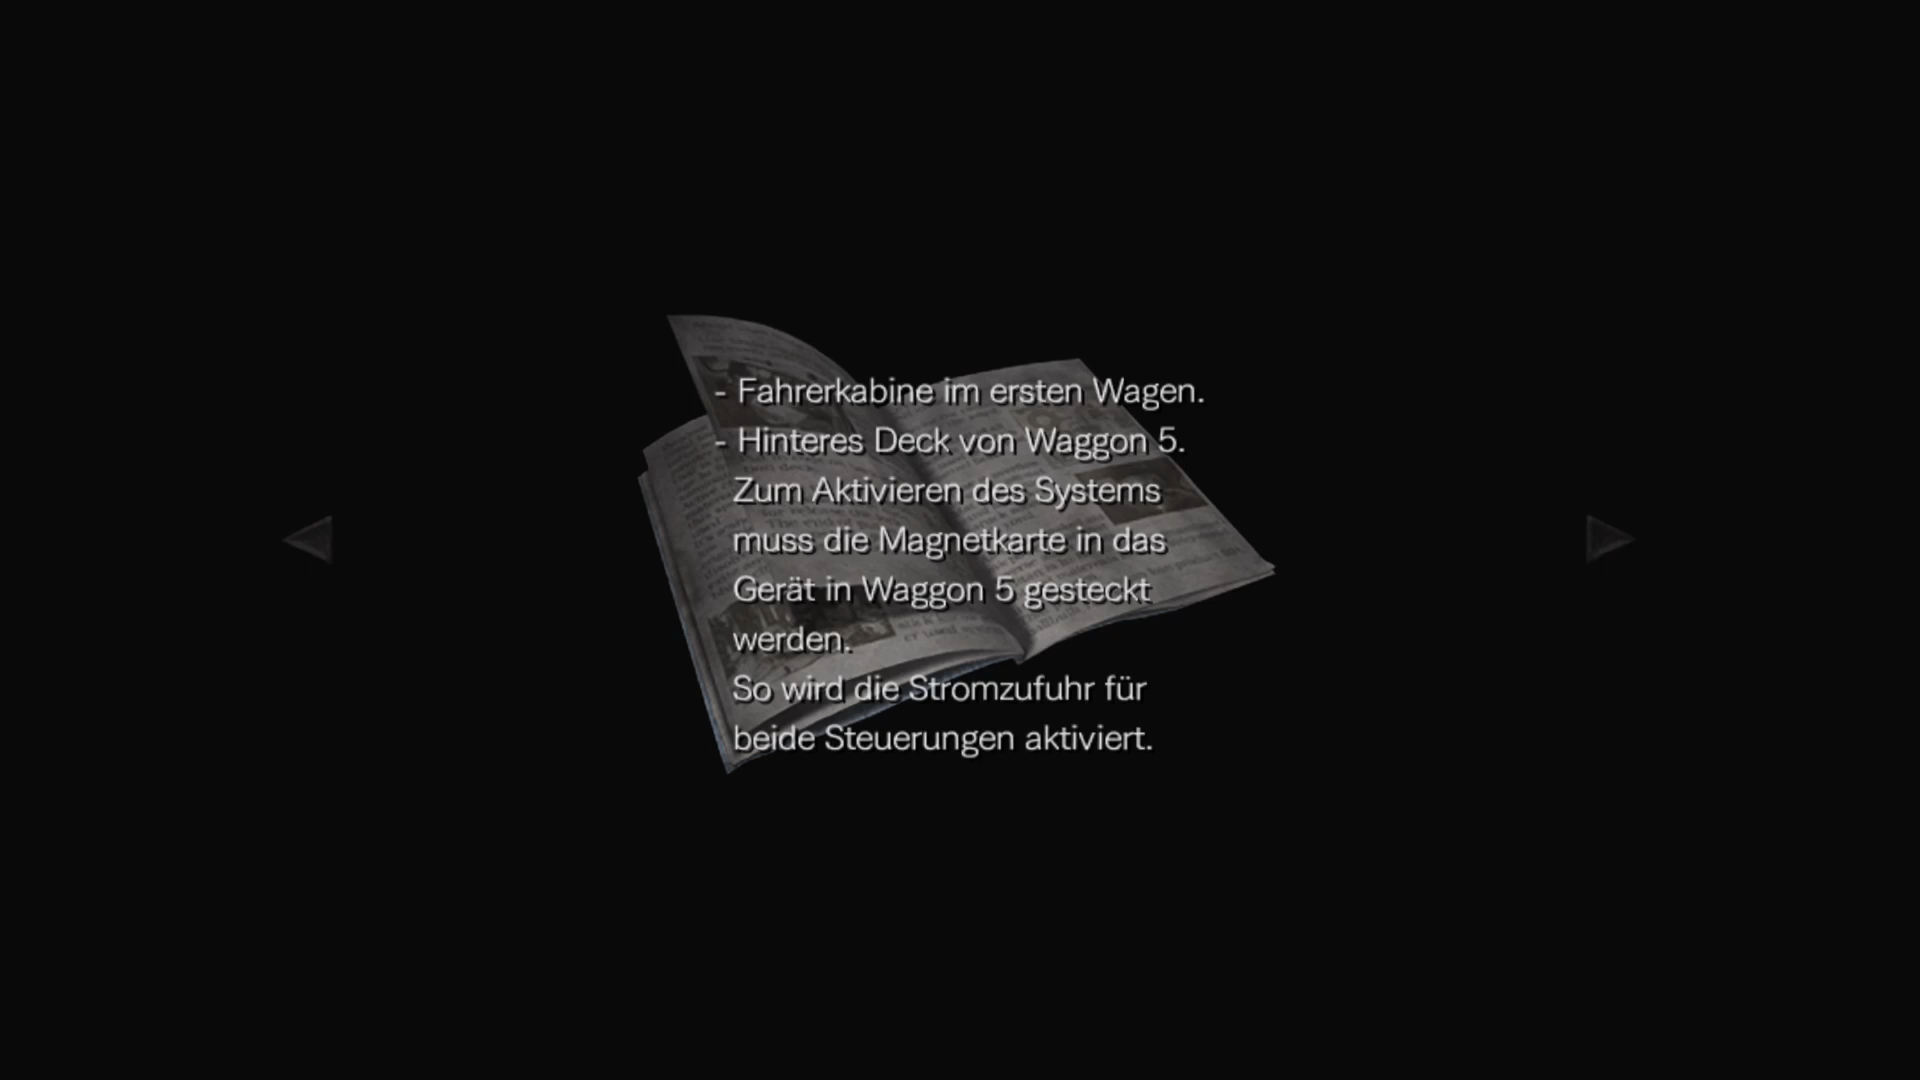 - Fahrerkabine im ersten Wagen.
- Hinteres Deck von Waggon 5.
Zum Aktivieren des Systems
muss die Magnetkarte in das
Gerät in Waggon 5 gesteckt
werden.
So wird die Stromzufuhr für
beide Steuerungen aktiviert.